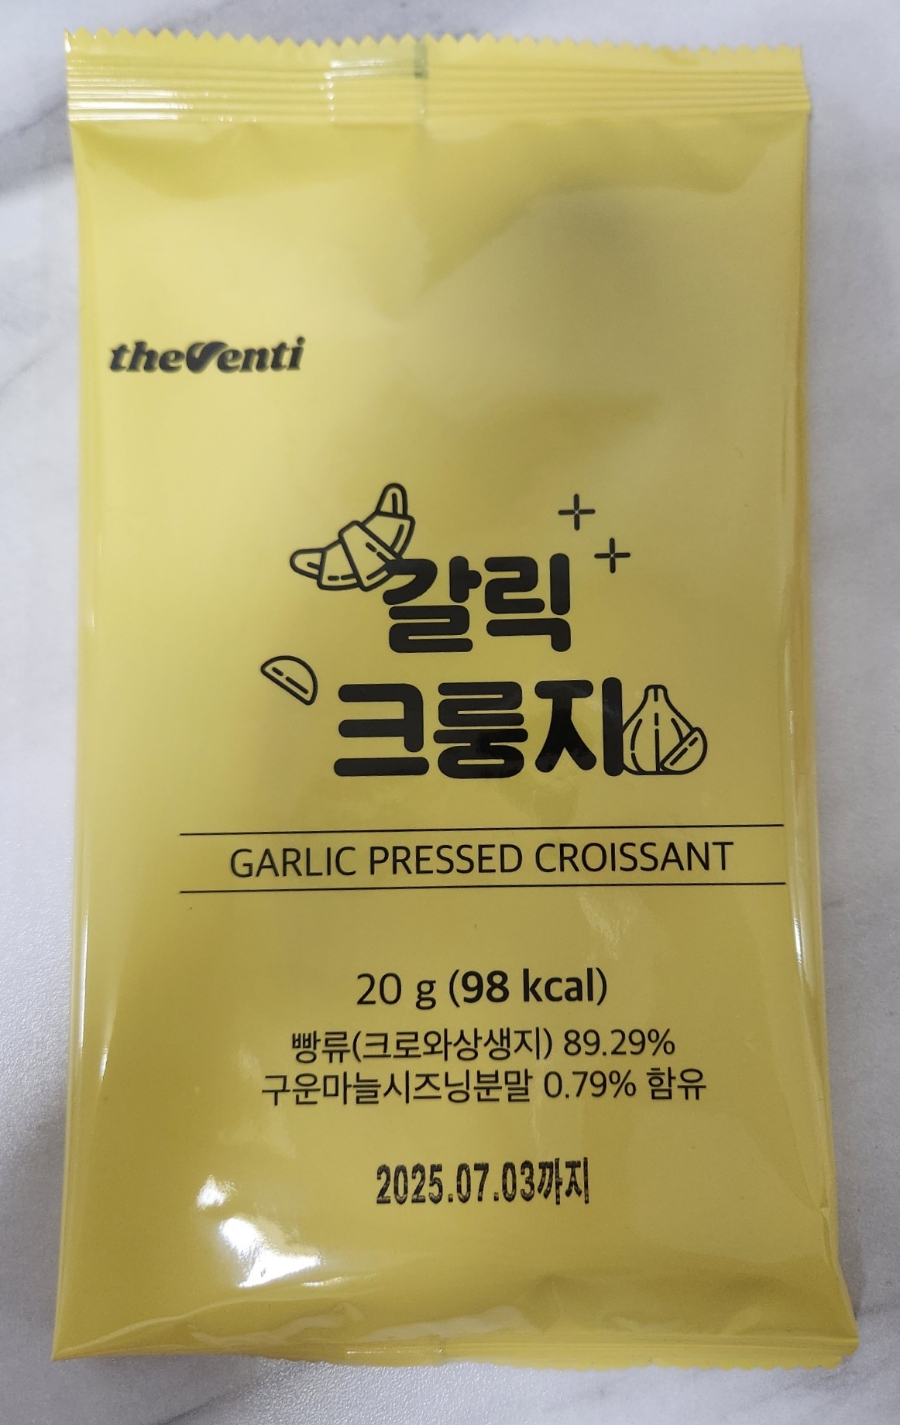 theVenti
갈릭
크룽지
GARLIC PRESSED CROISSANT
20 g (98 kcal)
빵류(크로와상생지) 89.29%
구운마늘시즈닝분말 0.79% 함유
2025.07.03까지